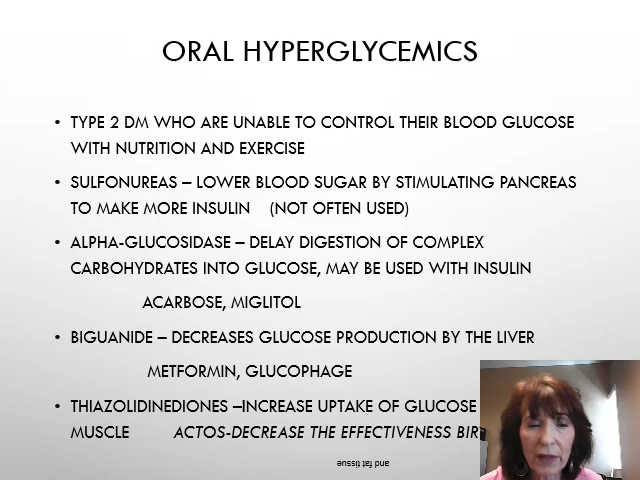 ORAL HYPERGLYCEMICS
• TYPE 2 DM WHO ARE UNABLE TO CONTROL THEIR BLOOD GLUCOSE
WITH NUTRITION AND EXERCISE
• SULFONUREAS – LOWER BLOOD SUGAR BY STIMULATING PANCREAS
TO MAKE MORE INSULIN (NOT OFTEN USED)
• ALPHA-GLUCOSIDASE – DELAY DIGESTION OF COMPLEX
CARBOHYDRATES INTO GLUCOSE, MAY BE USED WITH INSULIN
ACARBOSE, MIGLITOL
• BIGUANIDE – DECREASES GLUCOSE PRODUCTION BY THE LIVER
METFORMIN, GLUCOPHAGE
• THIAZOLIDINEDIONES –INCREASE UPTAKE OF GLUCOSE
MUSCLE ACTOS-DECREASE THE EFFECTIVENESS
and fat tissue